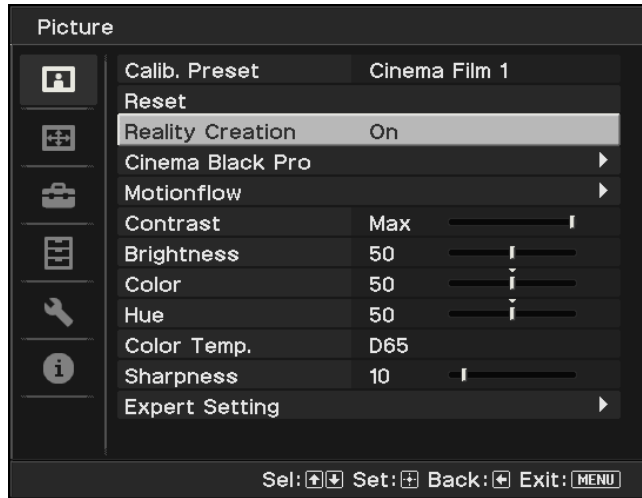 Picture
Calib. Preset Cinema Film 1
Reset
Reality Creation On
Cinema Black Pro
Motionflow
Contrast Max
Brightness 50
Color 50
Hue 50
Color Temp. D65
Sharpness 10
Expert Setting
Sel: Set: Back: Exit: MENU